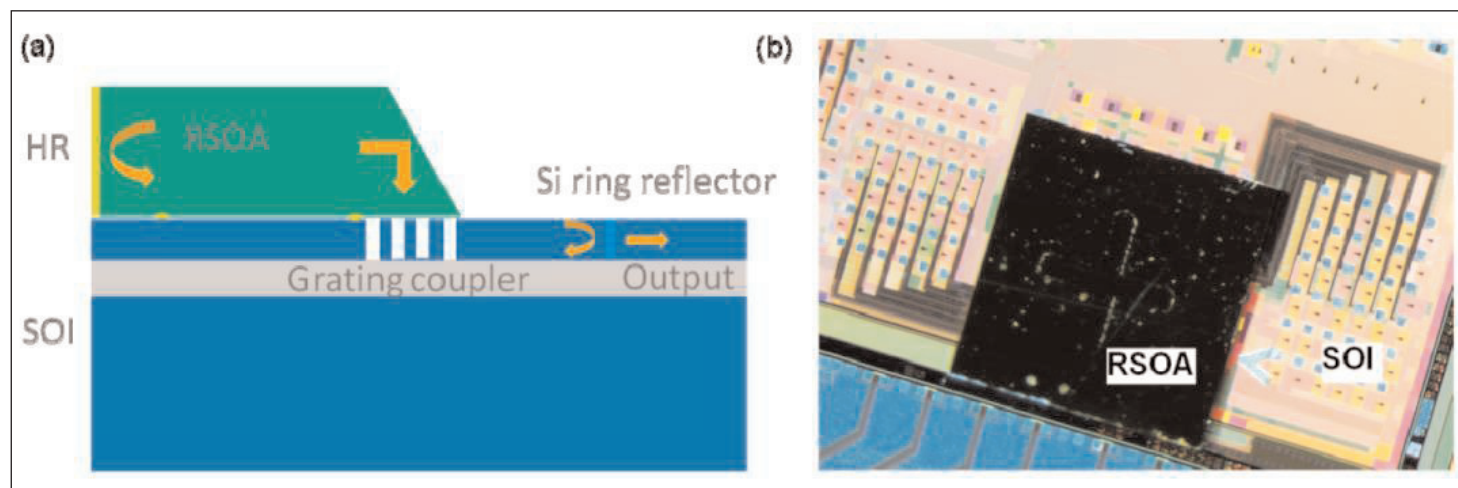 (a)
HR
RSOA
Si ring reflector
Grating coupler
Output
SOI
(b)
RSOA
SOI